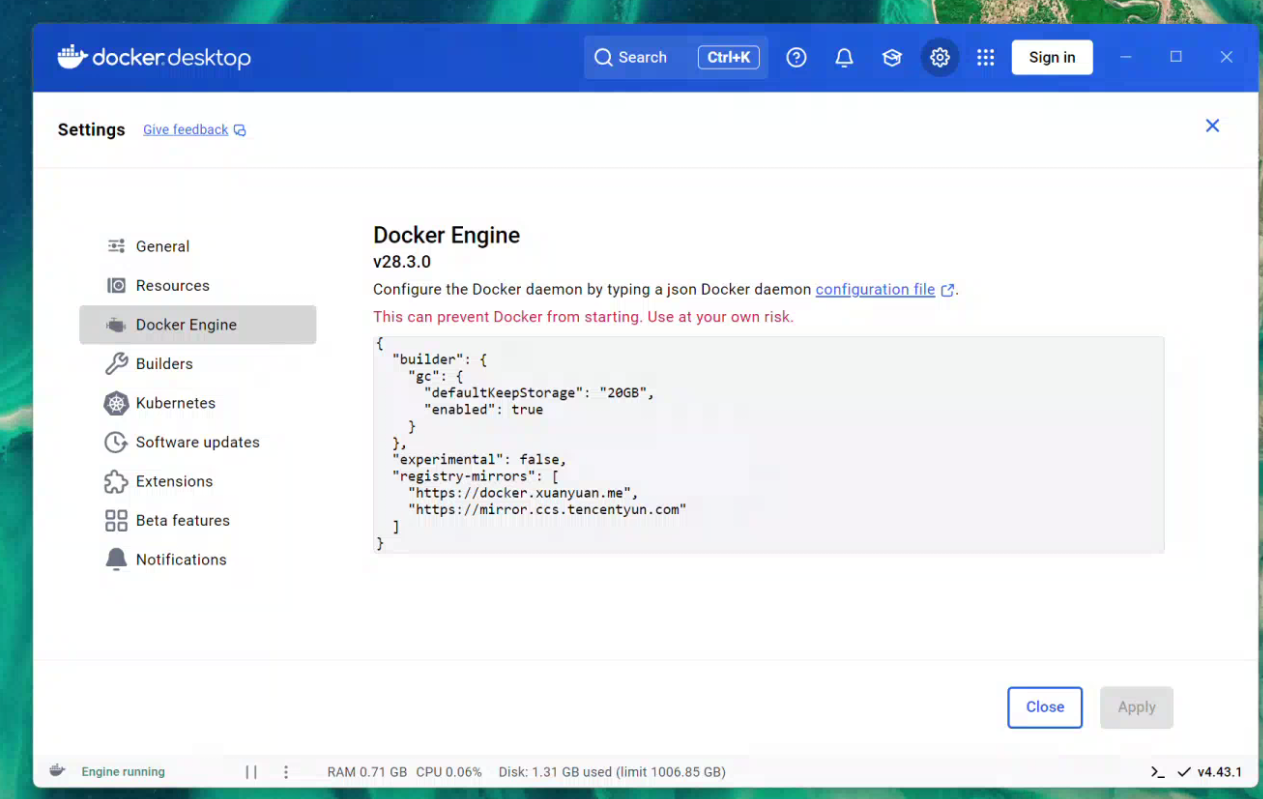 docker.desktop
Search Ctrl+K
Sign in
Settings Give feedback
General
Resources
Docker Engine
Builders
Kubernetes
Software updates
Extensions
Beta features
Notifications
Docker Engine
v28.3.0
Configure the Docker daemon by typing a json Docker daemon configuration file .
This can prevent Docker from starting. Use at your own risk.
{
  "builder": {
    "gc": {
      "defaultKeepStorage": "20GB",
      "enabled": true
    }
  },
  "experimental": false,
  "registry-mirrors": [
    "https://docker.xuanyuan.me",
    "https://mirror.ccs.tencentyun.com"
  ]
}
Close Apply
Engine running RAM 0.71 GB CPU 0.06% Disk: 1.31 GB used (limit 1006.85 GB) >_ v4.43.1